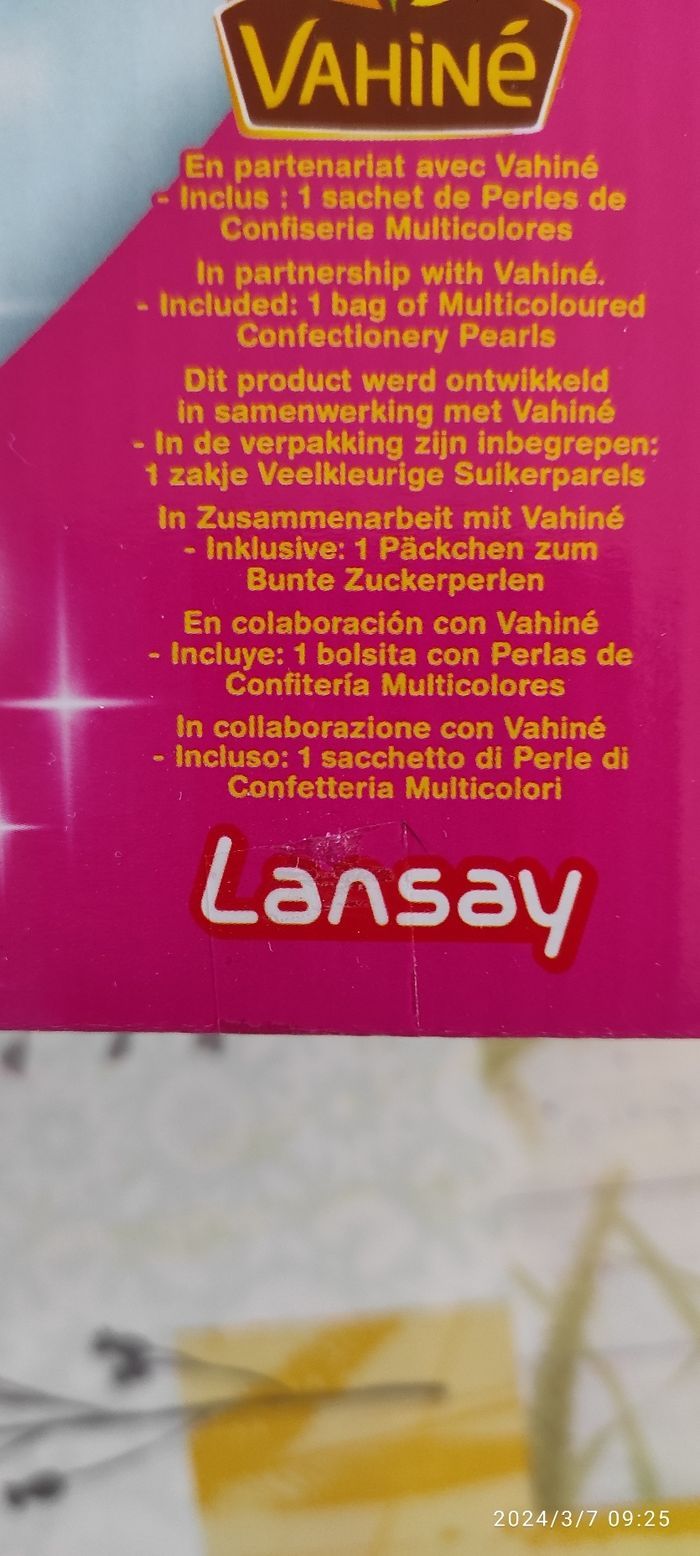 VAHiNé
En partenariat avec Vahiné
- Inclus : 1 sachet de Perles de
Confiserie Multicolores
In partnership with Vahiné.
- Included: 1 bag of Multicoloured
Confectionery Pearls
Dit product werd ontwikkeld
in samenwerking met Vahiné
- In de verpakking zijn inbegrepen:
1 zakje Veelkleurige Suikerparels
In Zusammenarbeit mit Vahiné
- Inklusive: 1 Päckchen zum
Bunte Zuckerperlen
En colaboración con Vahiné
- Incluye: 1 bolsita con Perlas de
Confitería Multicolores
In collaborazione con Vahiné
- Incluso: 1 sacchetto di Perle di
Confetteria Multicolori
Lansay
2024/3/7 09:25